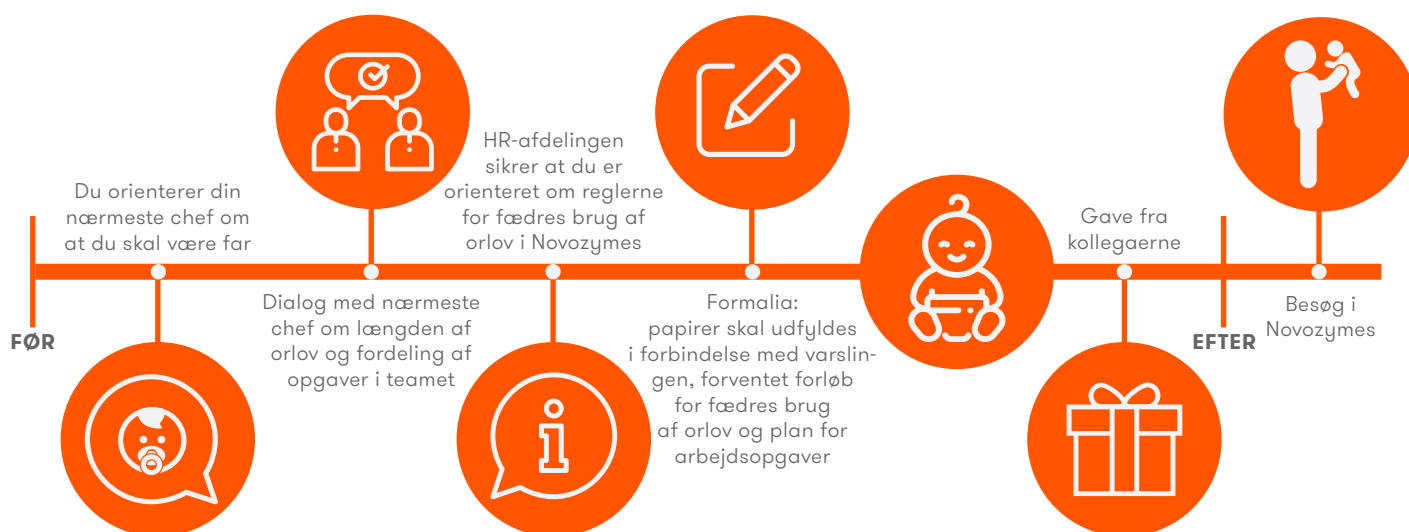 FØR
Du orienterer din
nærmeste chef om
at du skal være far
Dialog med nærmeste
chef om længden af
orlov og fordeling af
opgaver i teamet
HR-afdelingen
sikrer at du er
orienteret om reglerne
for fædres brug af
orlov i Novozymes
Formalia:
papirer skal udfyldes
i forbindelse med varslin-
gen, forventet forløb
for fædres brug
af orlov og plan for
arbejdsopgaver
Gave fra
kollegaerne
EFTER
Besøg i
Novozymes